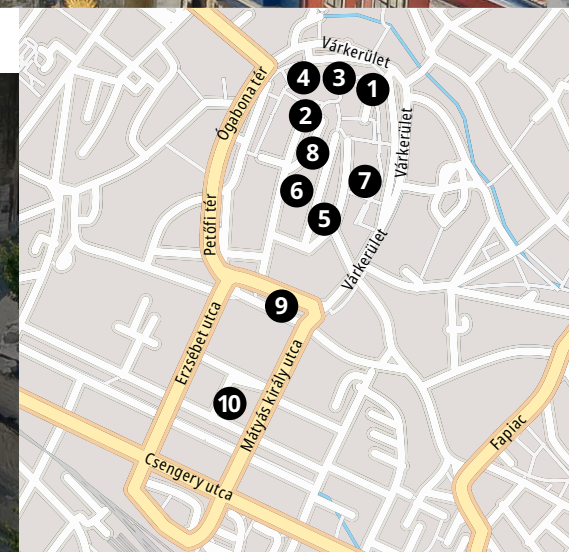 Várkerület
4
3
1
Ógabona tér
2
Várkerület
8
7
6
Petőfi tér
5
Várkerület
9
Erzsébet utca
Mátyás király utca
10
Fapiac
Csengery utca